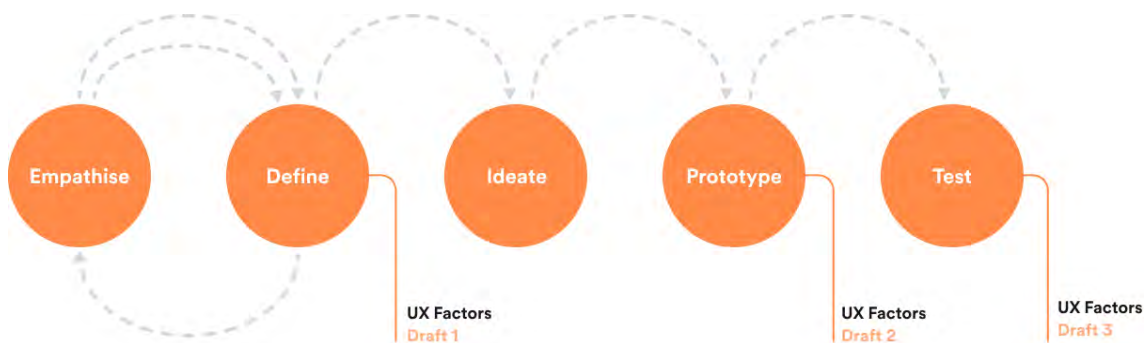 Empathise
Define
Ideate
Prototype
Test
UX Factors
Draft 1
UX Factors
Draft 2
UX Factors
Draft 3